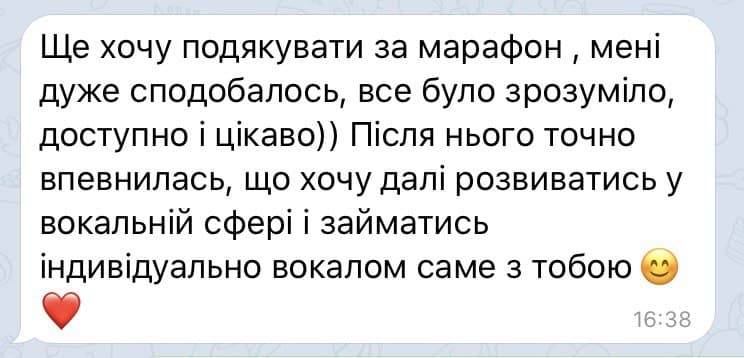 Ще хочу подякувати за марафон , мені
дуже сподобалось, все було зрозуміло,
доступно і цікаво)) Після нього точно
впевнилась, що хочу далі розвиватись у
вокальній сфері і займатись
індивідуально вокалом саме з тобою 😊
❤️
16:38